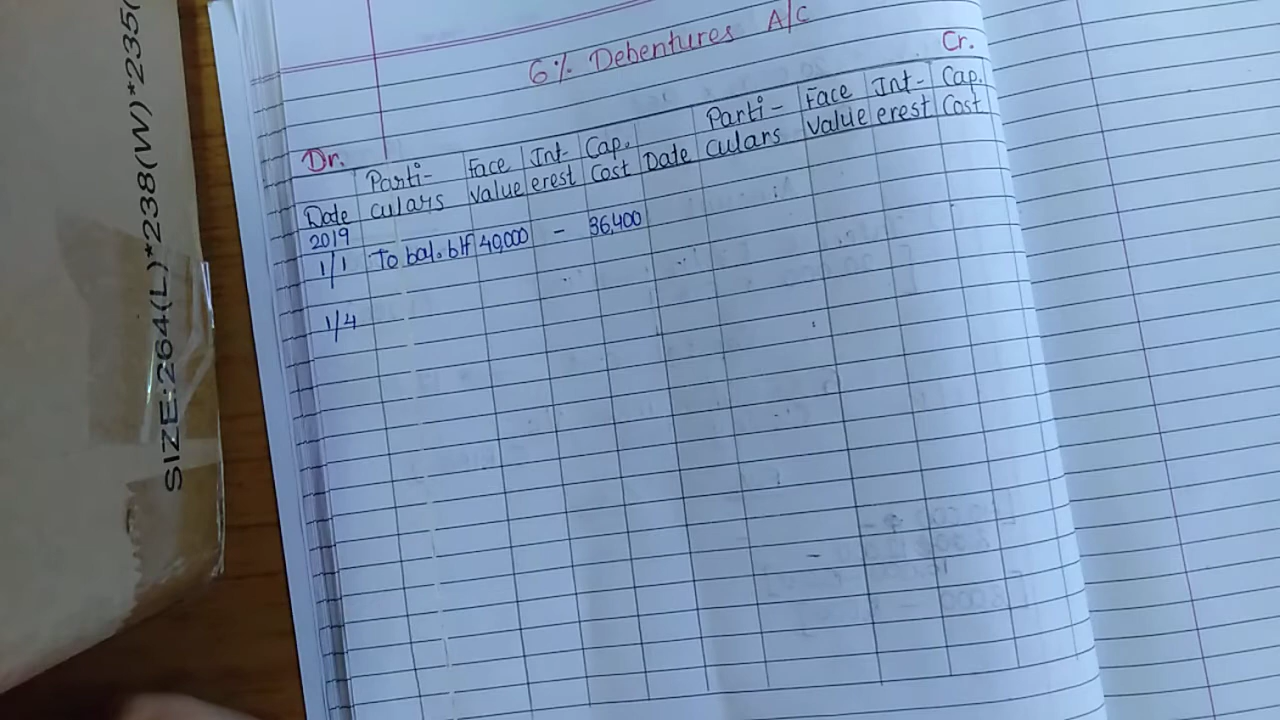 SIZE:264(L)*238(W)*235(
6% Debentures A/C
Dr. Cr.
Date Parti- culars Face value Int- erest Cap. Cost Date Parti- culars Face Value Int- erest Cap. Cost
2019
1/1 To bal. b/f 40,000 - 36,400
1/4